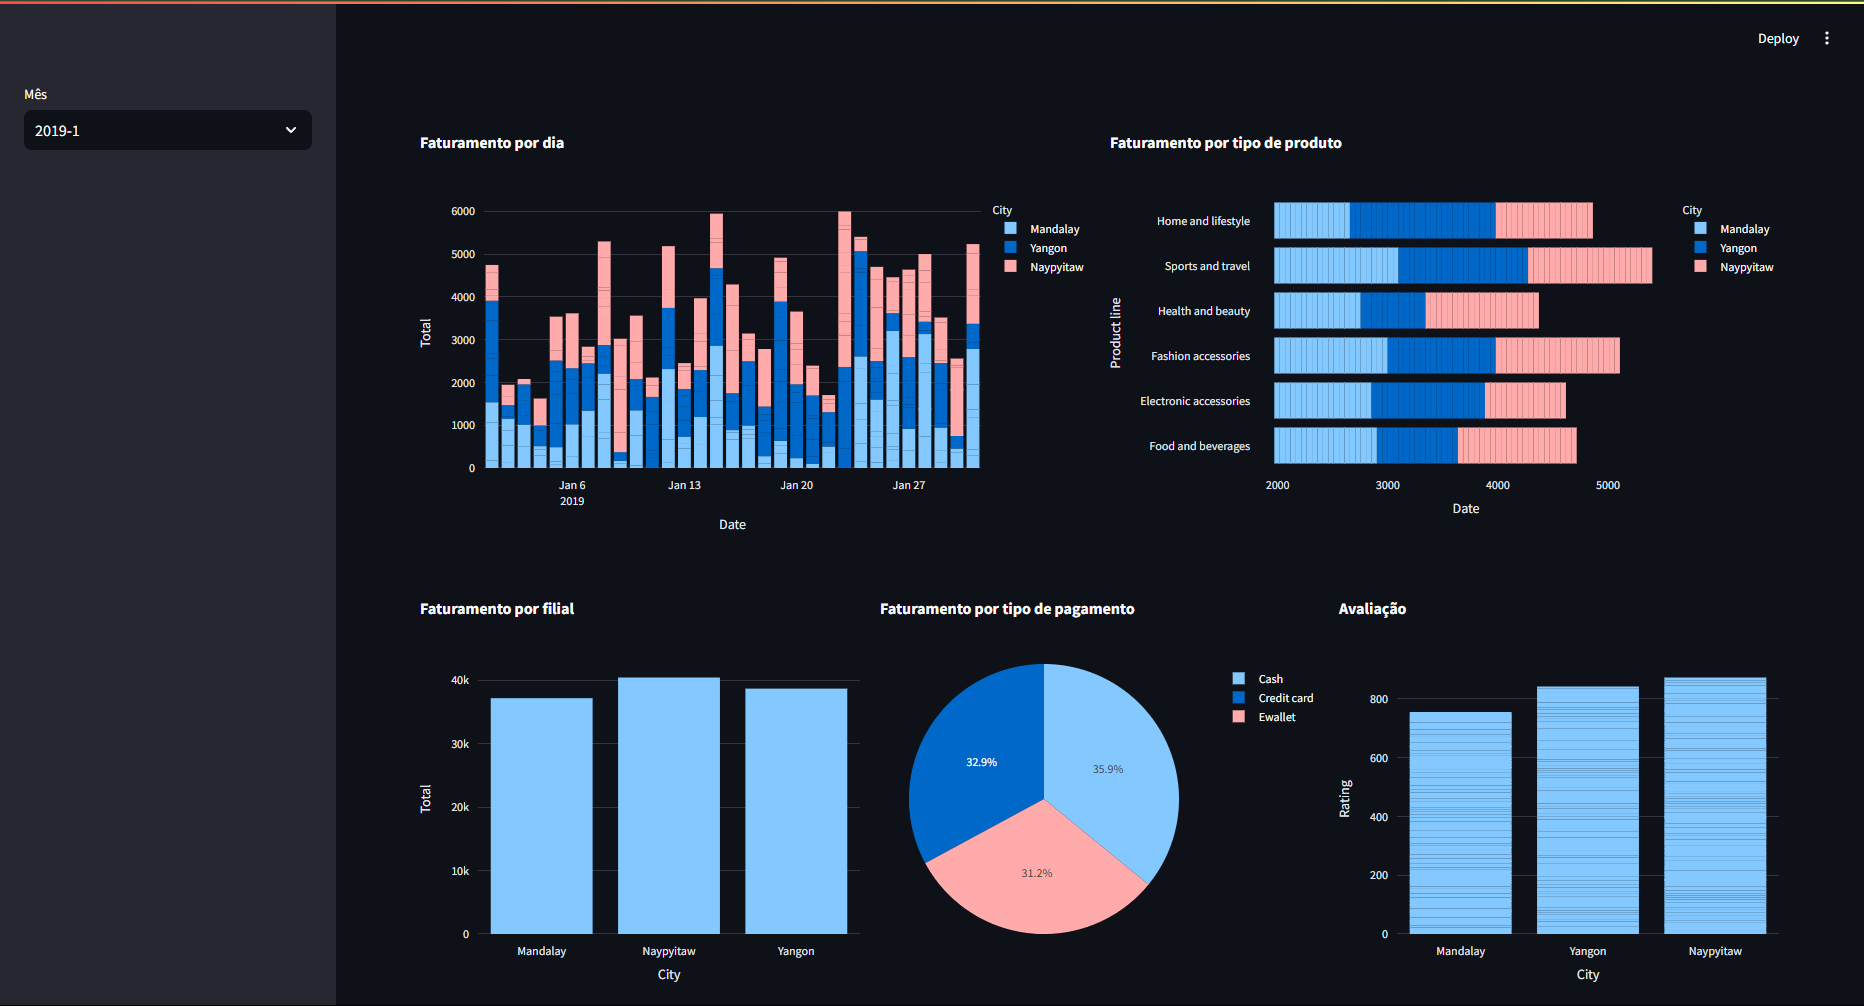 Deploy
Mês
2019-1
Faturamento por dia
6000
5000
4000
3000
2000
1000
0
Total
Jan 6
2019
Jan 13
Jan 20
Jan 27
Date
City
Mandalay
Yangon
Naypyitaw
Faturamento por tipo de produto
Product line
Home and lifestyle
Sports and travel
Health and beauty
Fashion accessories
Electronic accessories
Food and beverages
2000
3000
4000
5000
Date
City
Mandalay
Yangon
Naypyitaw
Faturamento por filial
40k
30k
20k
10k
0
Total
Mandalay
Naypyitaw
Yangon
City
Faturamento por tipo de pagamento
32.9%
35.9%
31.2%
Cash
Credit card
Ewallet
Avaliação
800
600
400
200
0
Rating
Mandalay
Yangon
Naypyitaw
City